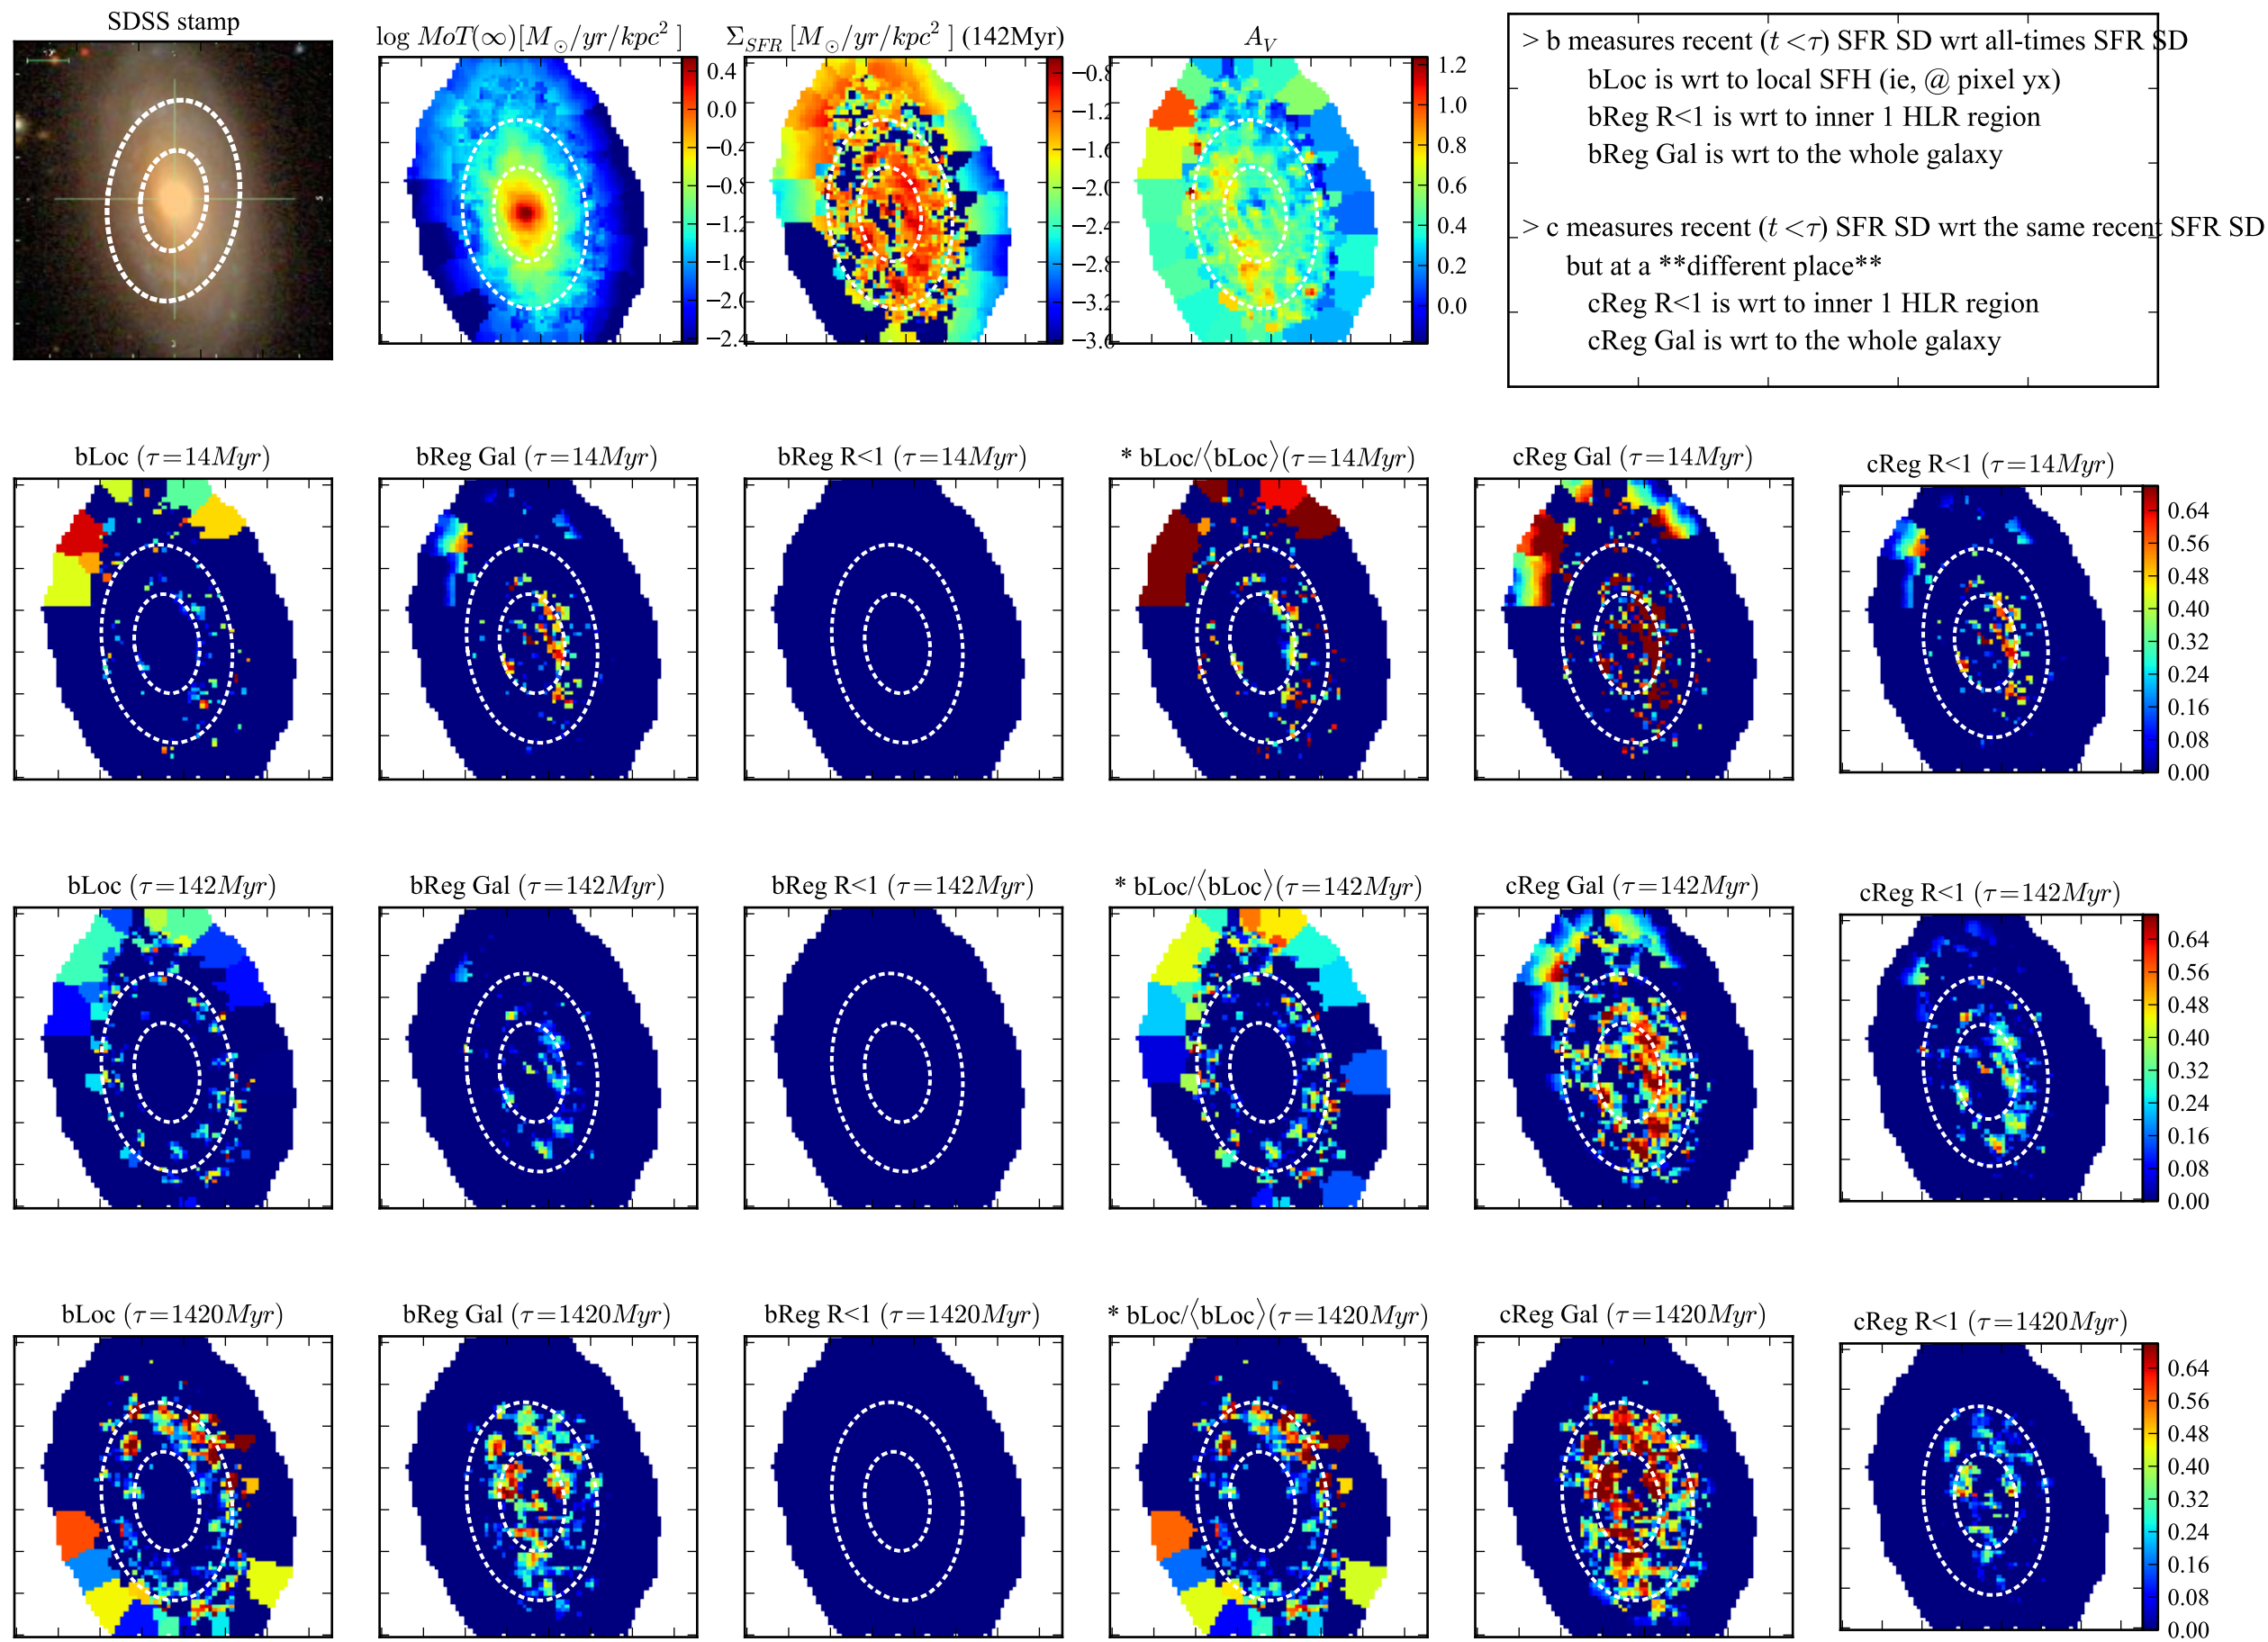 SDSS stamp
log MoT(∞)[M⊙/yr/kpc²]
Σ_SFR [M⊙/yr/kpc²] (142Myr)
A_V
0.4
0.0
−0.4
−0.8
−1.2
−1.6
−2.0
−2.4
−0.8
−1.2
−1.6
−2.0
−2.4
−2.8
−3.2
−3.6
1.2
1.0
0.8
0.6
0.4
0.2
0.0
> b measures recent (t<τ) SFR SD wrt all-times SFR SD
bLoc is wrt to local SFH (ie, @ pixel yx)
bReg R<1 is wrt to inner 1 HLR region
bReg Gal is wrt to the whole galaxy
> c measures recent (t<τ) SFR SD wrt the same recent SFR SD
but at a **different place**
cReg R<1 is wrt to inner 1 HLR region
cReg Gal is wrt to the whole galaxy
bLoc (τ=14Myr)
bReg Gal (τ=14Myr)
bReg R<1 (τ=14Myr)
* bLoc/⟨bLoc⟩(τ=14Myr)
cReg Gal (τ=14Myr)
cReg R<1 (τ=14Myr)
0.64
0.56
0.48
0.40
0.32
0.24
0.16
0.08
0.00
bLoc (τ=142Myr)
bReg Gal (τ=142Myr)
bReg R<1 (τ=142Myr)
* bLoc/⟨bLoc⟩(τ=142Myr)
cReg Gal (τ=142Myr)
cReg R<1 (τ=142Myr)
0.64
0.56
0.48
0.40
0.32
0.24
0.16
0.08
0.00
bLoc (τ=1420Myr)
bReg Gal (τ=1420Myr)
bReg R<1 (τ=1420Myr)
* bLoc/⟨bLoc⟩(τ=1420Myr)
cReg Gal (τ=1420Myr)
cReg R<1 (τ=1420Myr)
0.64
0.56
0.48
0.40
0.32
0.24
0.16
0.08
0.00